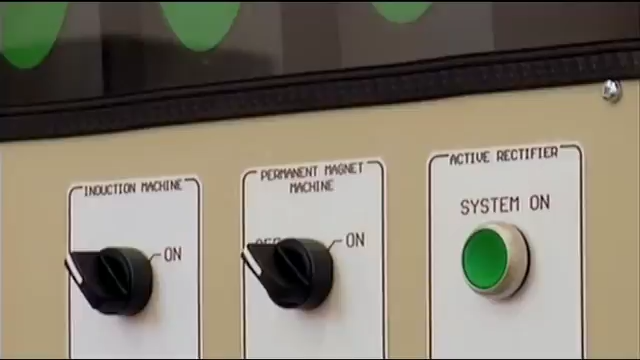 INDUCTION MACHINE
ON
PERMANENT MAGNET
MACHINE
ON
ACTIVE RECTIFIER
SYSTEM ON